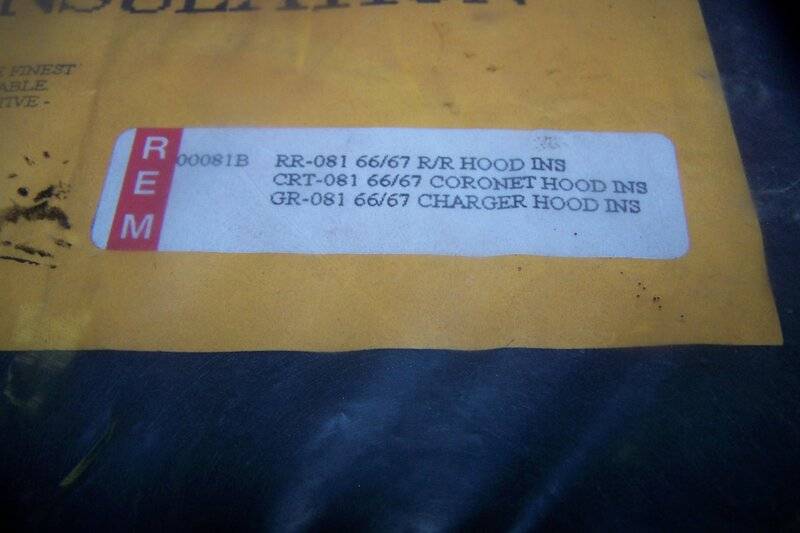 FINEST
REM
00081B RR-081 66/67 R/R HOOD INS
CRT-081 66/67 CORONET HOOD INS
GR-081 66/67 CHARGER HOOD INS